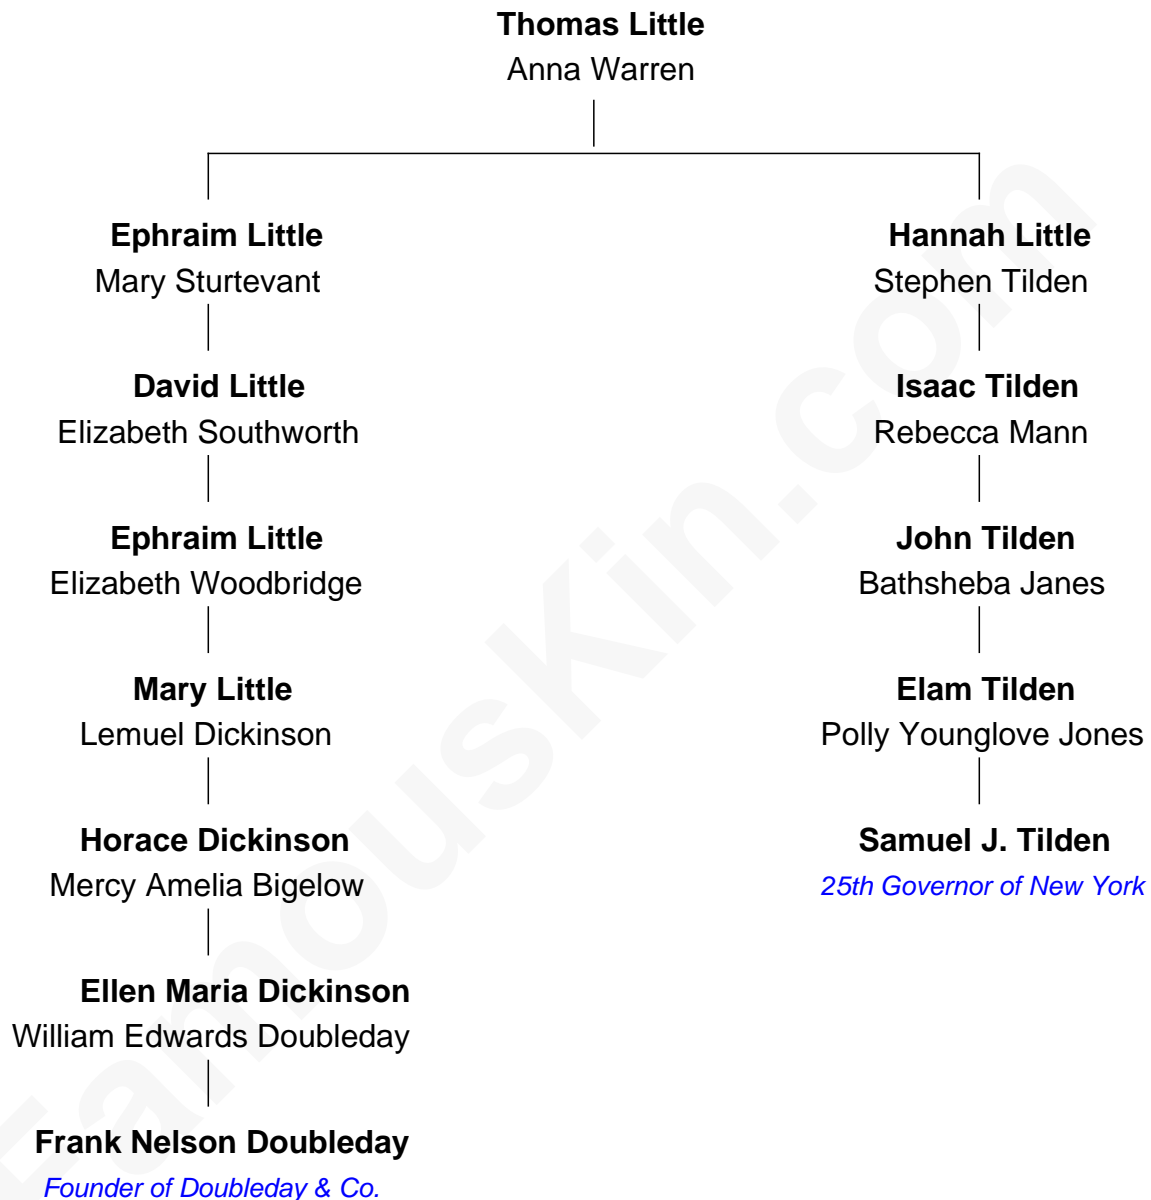 Thomas Little
Anna Warren
Ephraim Little
Mary Sturtevant
Hannah Little
Stephen Tilden
David Little
Elizabeth Southworth
Isaac Tilden
Rebecca Mann
Ephraim Little
Elizabeth Woodbridge
John Tilden
Bathsheba Janes
Mary Little
Lemuel Dickinson
Elam Tilden
Polly Younglove Jones
Horace Dickinson
Mercy Amelia Bigelow
Samuel J. Tilden
25th Governor of New York
Ellen Maria Dickinson
William Edwards Doubleday
Frank Nelson Doubleday
Founder of Doubleday & Co.
FamousKin.com